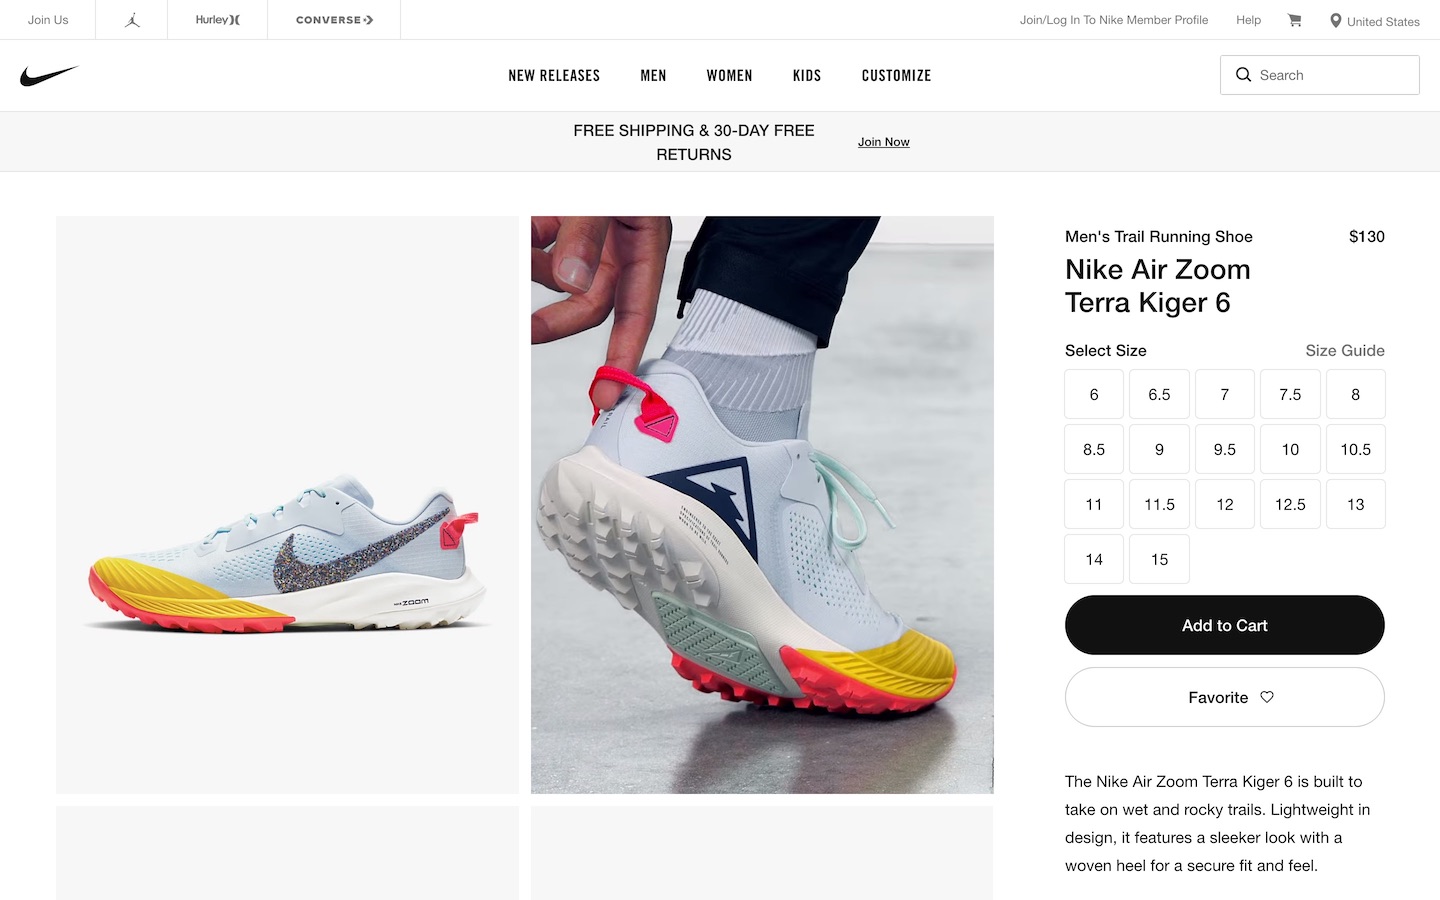 Join Us
Hurley
CONVERSE
Join/Log In To Nike Member Profile
Help
United States
NEW RELEASES
MEN
WOMEN
KIDS
CUSTOMIZE
Search
FREE SHIPPING & 30-DAY FREE
RETURNS
Join Now
ZOOM
Men's Trail Running Shoe
$130
Nike Air Zoom
Terra Kiger 6
Select Size
Size Guide
6 6.5 7 7.5 8
8.5 9 9.5 10 10.5
11 11.5 12 12.5 13
14 15
Add to Cart
Favorite
The Nike Air Zoom Terra Kiger 6 is built to
take on wet and rocky trails. Lightweight in
design, it features a sleeker look with a
woven heel for a secure fit and feel.